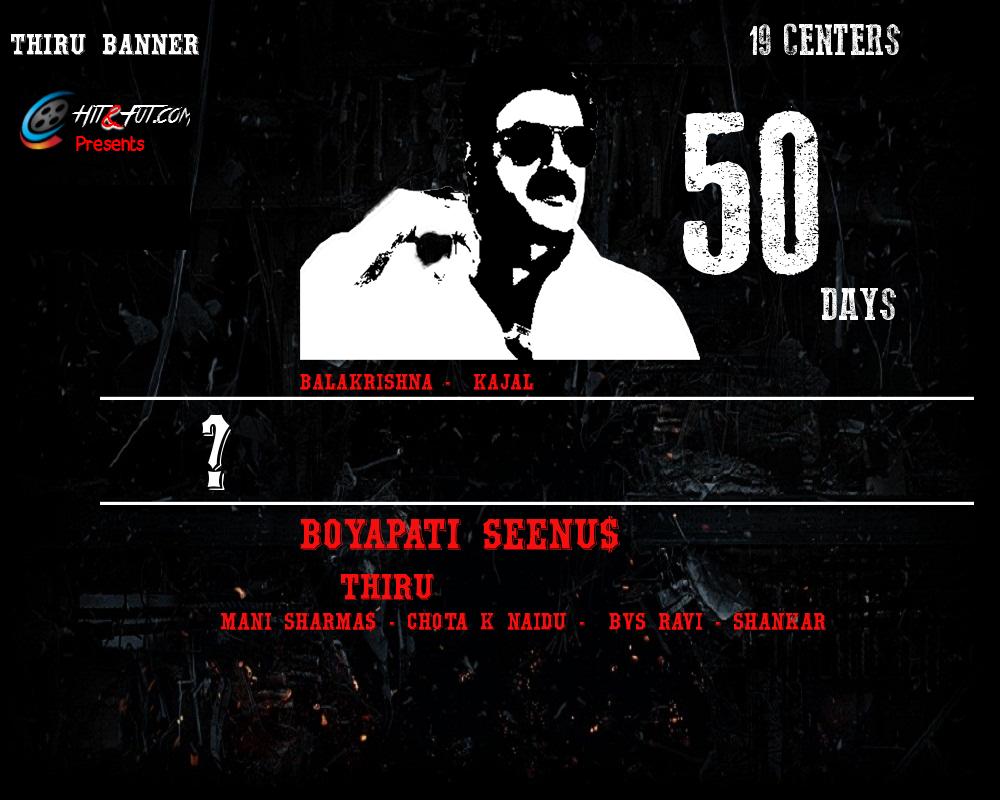 THIRU BANNER
19 CENTERS
HIT&FUT.COM
Presents
50
DAYS
BALAKRISHNA - KAJAL
?
BOYAPATI SEENU$
THIRU
MANI SHARMA$ - CHOTA K NAIDU - BVS RAVI - SHANKAR